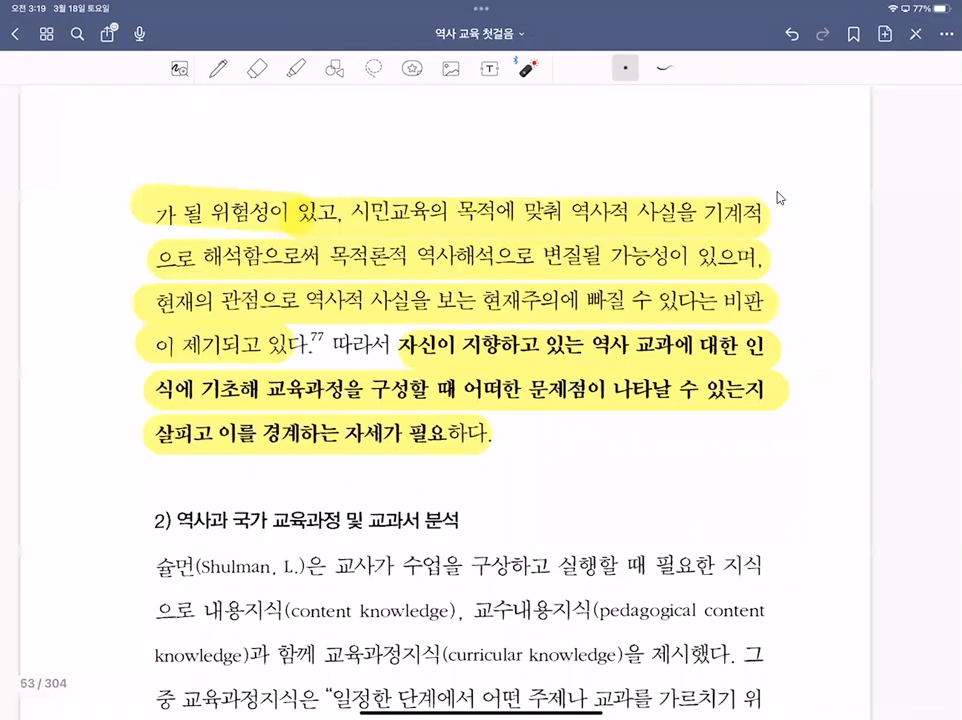 오전 3:19 3월 18일 토요일
77%
역사 교육 첫걸음
T
가 될 위험성이 있고, 시민교육의 목적에 맞춰 역사적 사실을 기계적
으로 해석함으로써 목적론적 역사해석으로 변질될 가능성이 있으며,
현재의 관점으로 역사적 사실을 보는 현재주의에 빠질 수 있다는 비판
이 제기되고 있다.77 따라서 자신이 지향하고 있는 역사 교과에 대한 인
식에 기초해 교육과정을 구성할 때 어떠한 문제점이 나타날 수 있는지
살피고 이를 경계하는 자세가 필요하다.
2) 역사과 국가 교육과정 및 교과서 분석
슐먼(Shulman, L.)은 교사가 수업을 구상하고 실행할 때 필요한 지식
으로 내용지식(content knowledge), 교수내용지식(pedagogical content
knowledge)과 함께 교육과정지식(curricular knowledge)을 제시했다. 그
중 교육과정지식은 “일정한 단계에서 어떤 주제나 교과를 가르치기 위
53 / 304